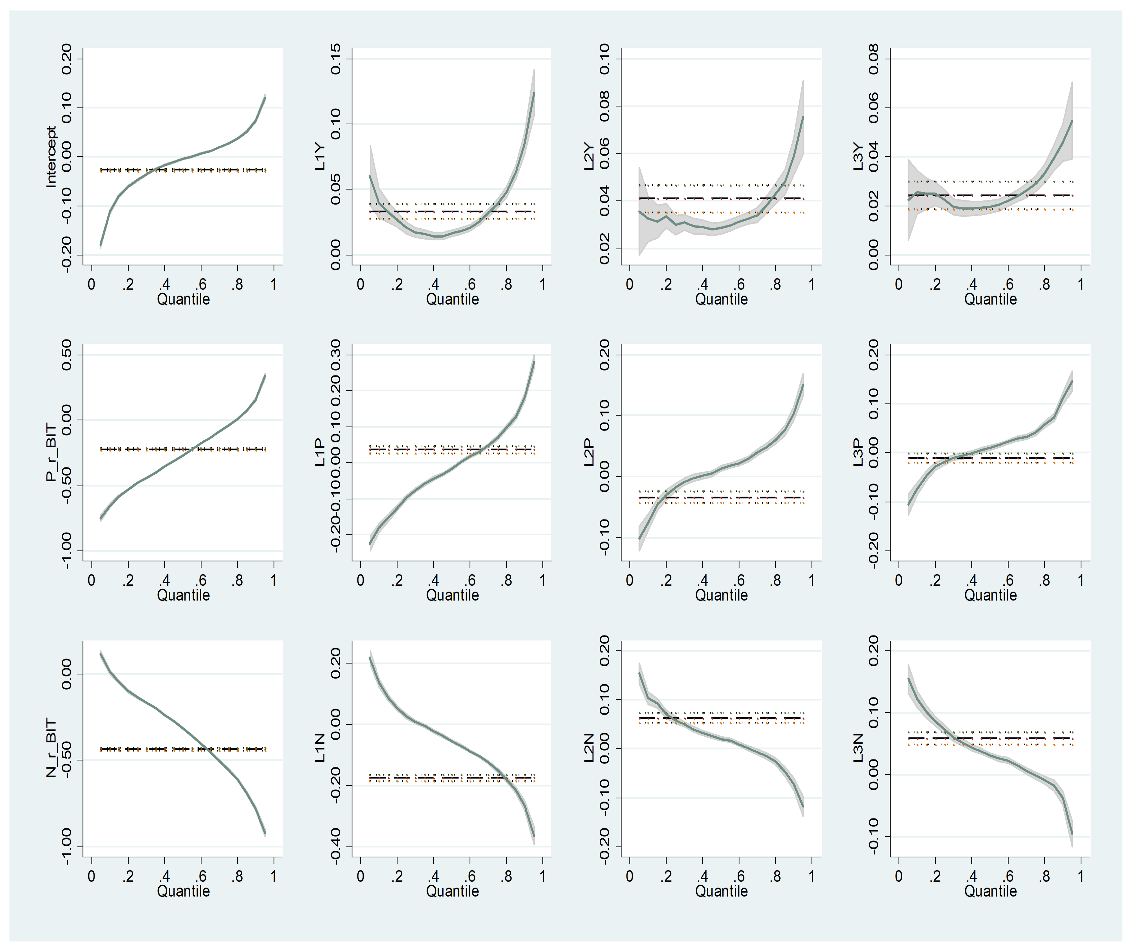 Intercept
0.20
0.10
0.00
-0.10
-0.20
0 .2 .4 .6 .8 1
Quantile
L1Y
0.15
0.10
0.05
0.00
0 .2 .4 .6 .8 1
Quantile
L2Y
0.10
0.08
0.06
0.04
0.02
0 .2 .4 .6 .8 1
Quantile
L3Y
0.08
0.06
0.04
0.02
0.00
0 .2 .4 .6 .8 1
Quantile
P_r_BIT
0.50
0.00
-0.50
-1.00
0 .2 .4 .6 .8 1
Quantile
L1P
0.30
0.20
0.10
0.00
-0.10
-0.20
0 .2 .4 .6 .8 1
Quantile
L2P
0.20
0.10
0.00
-0.10
0 .2 .4 .6 .8 1
Quantile
L3P
0.20
0.10
0.00
-0.10
-0.20
0 .2 .4 .6 .8 1
Quantile
N_r_BIT
0.00
-0.50
-1.00
0 .2 .4 .6 .8 1
Quantile
L1N
0.20
0.00
-0.20
-0.40
0 .2 .4 .6 .8 1
Quantile
L2N
0.20
0.10
0.00
-0.10
-0.20
0 .2 .4 .6 .8 1
Quantile
L3N
0.20
0.10
0.00
-0.10
0 .2 .4 .6 .8 1
Quantile